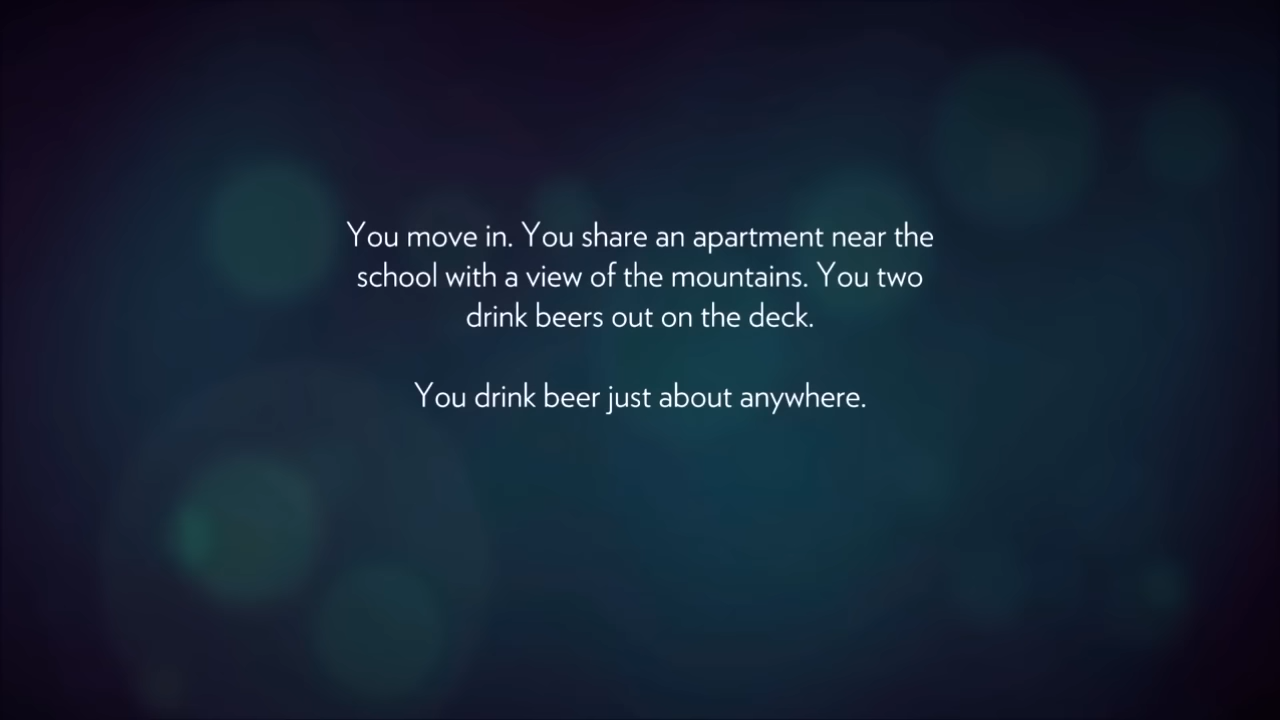 You move in. You share an apartment near the
school with a view of the mountains. You two
drink beers out on the deck.
You drink beer just about anywhere.